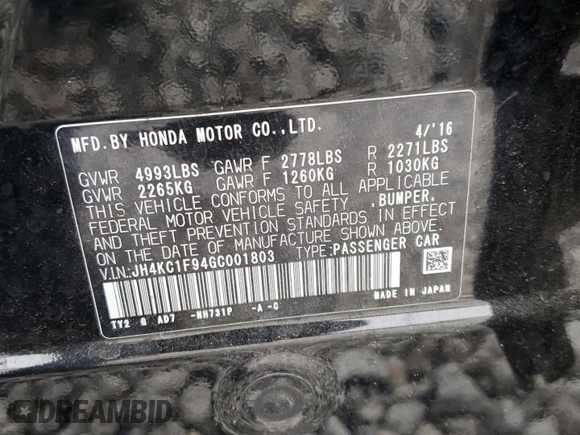 MFD.BY HONDA MOTOR CO.,LTD. 4/'16
GVWR 4993LBS GAWR F 2778LBS R 2271LBS
GVWR 2265KG GAWR F 1260KG R 1030KG
THIS VEHICLE CONFORMS TO ALL APPLICABLE
FEDERAL MOTOR VEHICLE SAFETY, BUMPER,
AND THEFT PREVENTION STANDARDS IN EFFECT
ON THE DATE OF MANUFACTURE SHOWN ABOVE.
V.I.N:JH4KC1F94GC001803 TYPE:PASSENGER CAR
TY2 G AD7 -NH731P -A -C MADE IN JAPAN
DREAMBID